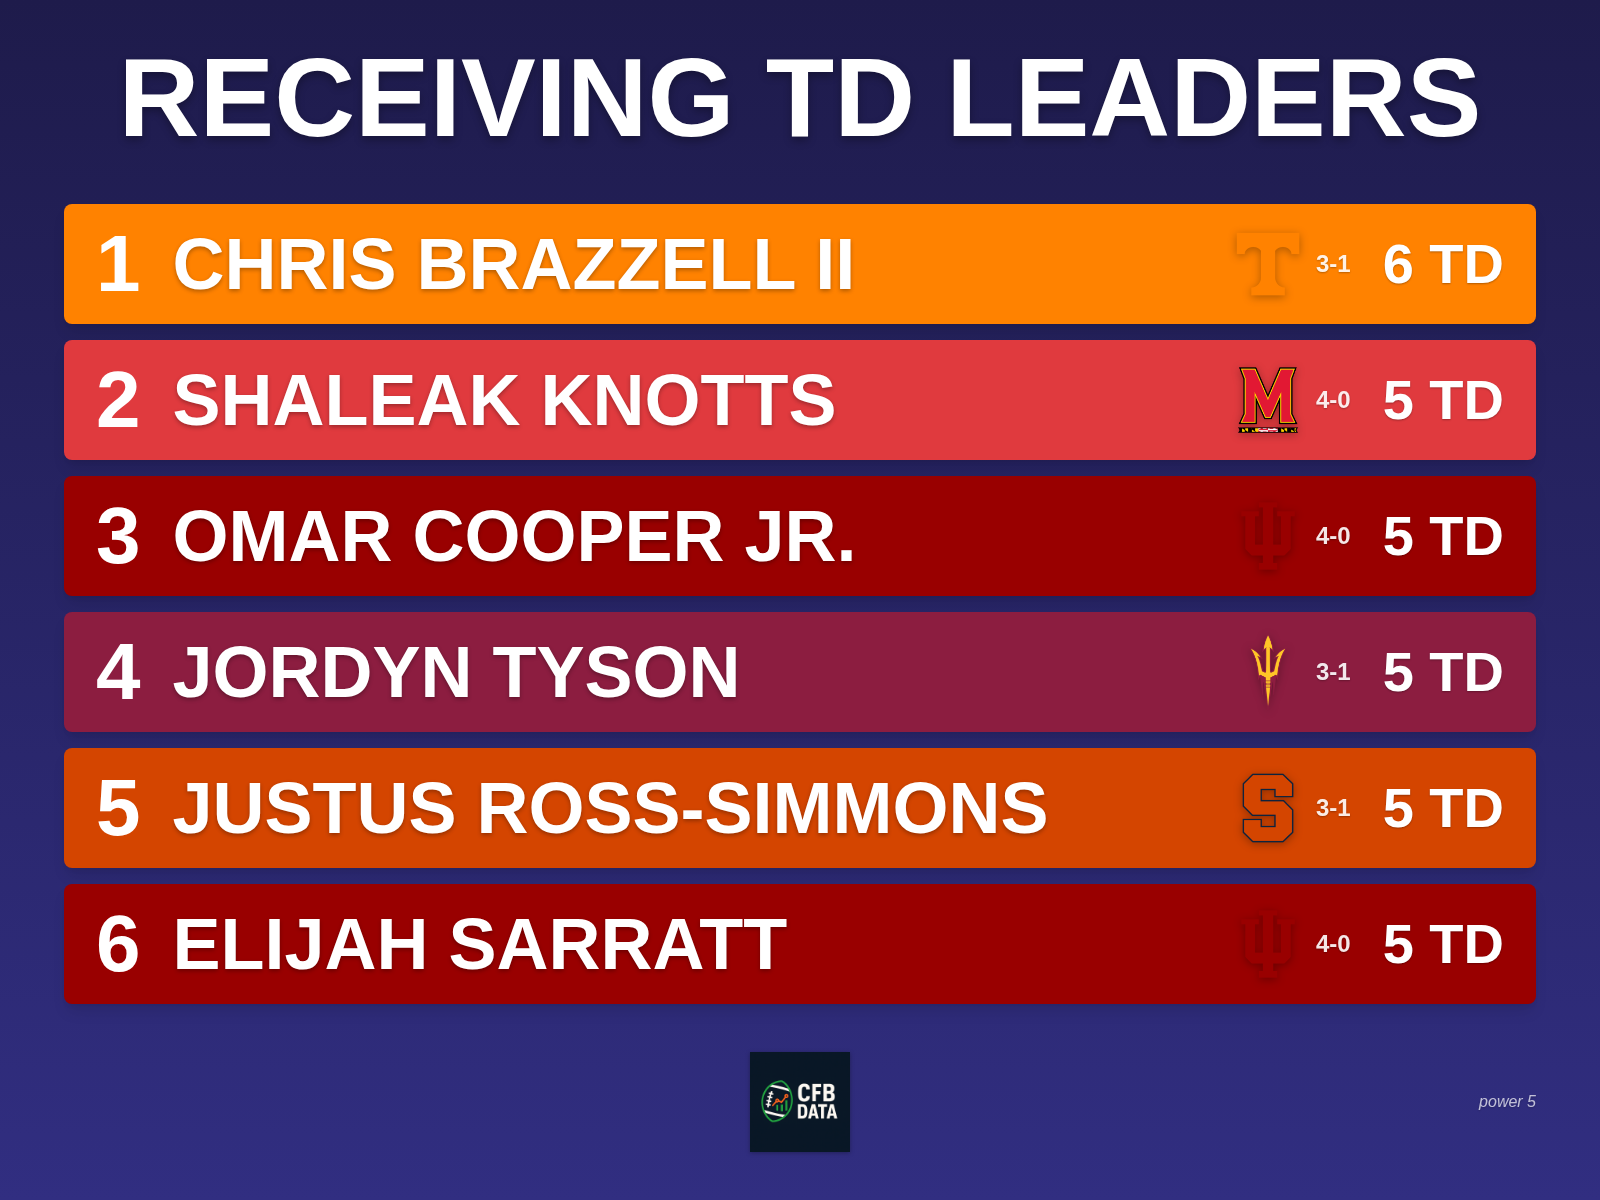 RECEIVING TD LEADERS
1 CHRIS BRAZZELL II T 3-1 6 TD
2 SHALEAK KNOTTS M 4-0 5 TD
3 OMAR COOPER JR. 4-0 5 TD
4 JORDYN TYSON 3-1 5 TD
5 JUSTUS ROSS-SIMMONS S 3-1 5 TD
6 ELIJAH SARRATT 4-0 5 TD
CFB
DATA
power 5